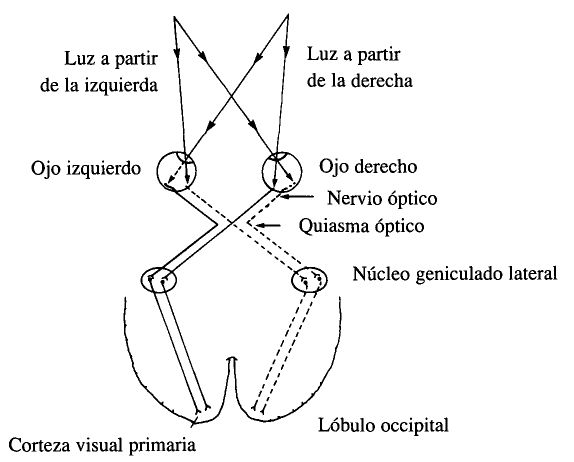 Luz a partir
de la izquierda
Luz a partir
de la derecha
Ojo izquierdo
Ojo derecho
Nervio óptico
Quiasma óptico
Núcleo geniculado lateral
Lóbulo occipital
Corteza visual primaria